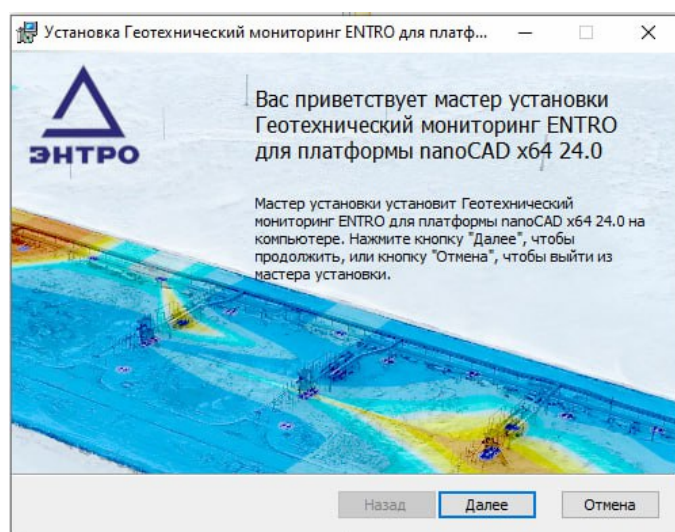 Установка Геотехнический мониторинг ENTRO для платф...
ЭНТРО
Вас приветствует мастер установки
Геотехнический мониторинг ENTRO
для платформы nanoCAD x64 24.0
Мастер установки установит Геотехнический
мониторинг ENTRO для платформы nanoCAD x64 24.0 на
компьютере. Нажмите кнопку "Далее", чтобы
продолжить, или кнопку "Отмена", чтобы выйти из
мастера установки.
Назад
Далее
Отмена